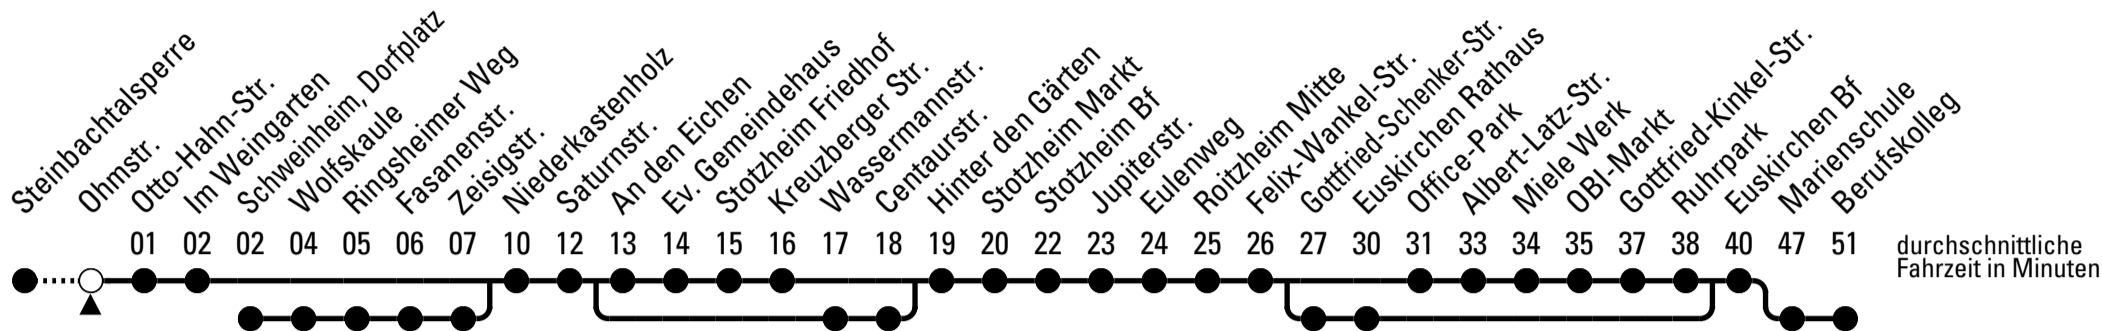 Steinbachtalsperre
Ohmstr.
Otto-Hahn-Str.
Im Weingarten
Schweinheim, Dorfplatz
Wolfskaule
Ringsheimer Weg
Fasanenstr.
Zeisigstr.
Niederkastenholz
Saturnstr.
An den Eichen
Ev. Gemeindehaus
Stotzheim Friedhof
Kreuzberger Str.
Wassermannstr.
Centaurstr.
Hinter den Gärten
Stotzheim Markt
Stotzheim Bf
Jupiterstr.
Eulenweg
Roitzheim Mitte
Felix-Wankel-Str.
Gottfried-Schenker-Str.
Euskirchen Rathaus
Office-Park
Albert-Latz-Str.
Miele Werk
OBI-Markt
Gottfried-Kinkel-Str.
Ruhrpark
Euskirchen Bf
Marienschule
Berufskolleg
01 02 02 04 05 06 07 10 12 13 14 15 16 17 18 19 20 22 23 24 25 26 27 30 31 33 34 35 37 38 40 47 51
durchschnittliche
Fahrzeit in Minuten